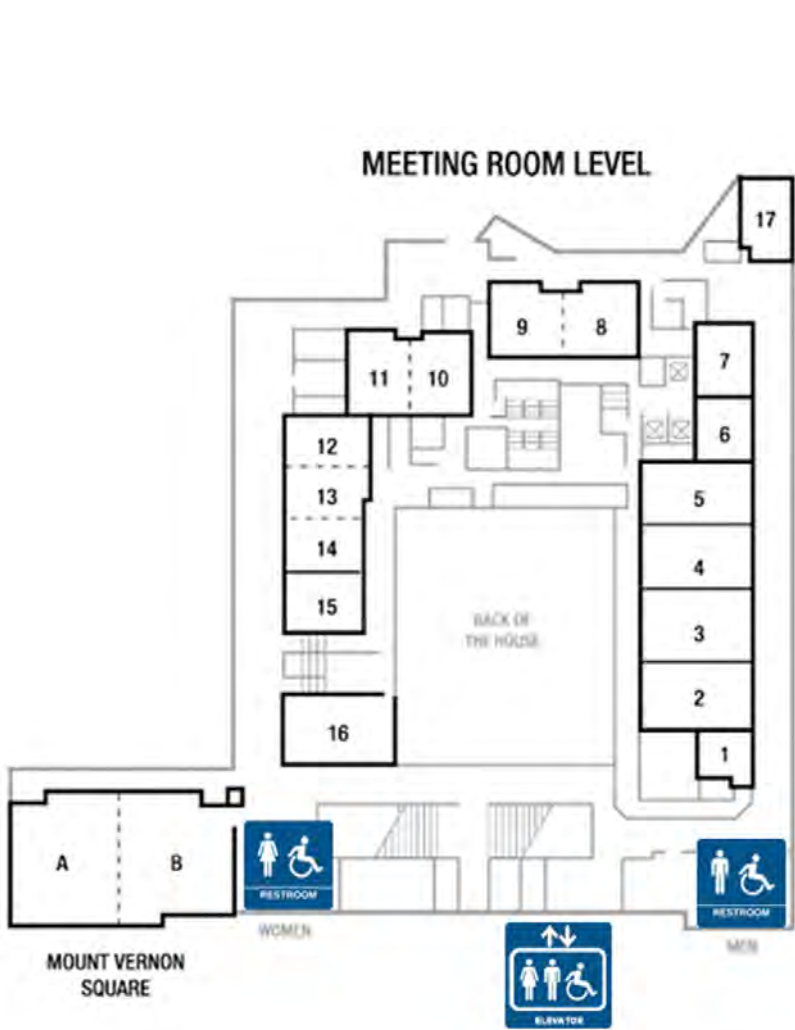 MEETING ROOM LEVEL
17
9
8
7
11
10
6
12
5
13
14
4
15
BACK OF
THE HOUSE
3
2
16
1
A
B
RESTROOM
RESTROOM
WOMEN
MEN
MOUNT VERNON
SQUARE
ELEVATOR